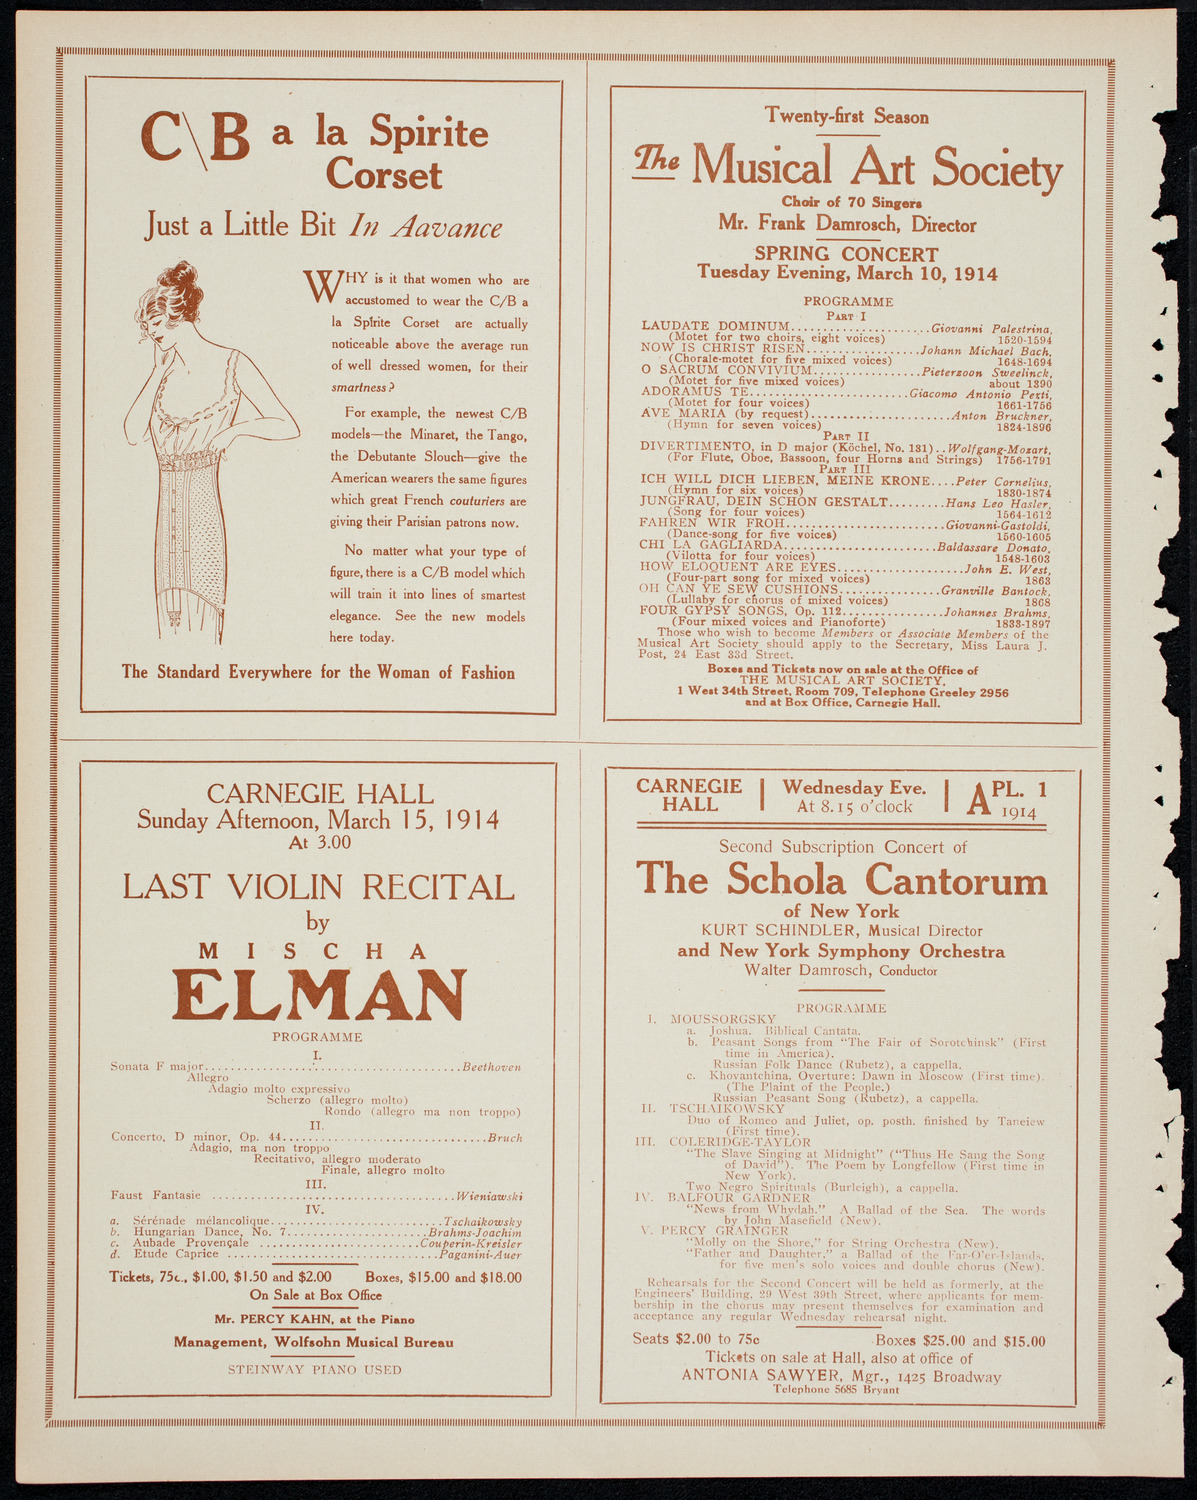 C\B a la Spirite
Corset
Just a Little Bit In Aavance
WHY is it that women who are
accustomed to wear the C/B a
la Spirite Corset are actually
noticeable above the average run
of well dressed women, for their
smartness?
For example, the newest C/B
models—the Minaret, the Tango,
the Debutante Slouch—give the
American wearers the same figures
which great French couturiers are
giving their Parisian patrons now.
No matter what your type of
figure, there is a C/B model which
will train it into lines of smartest
elegance. See the new models
here today.
The Standard Everywhere for the Woman of Fashion
Twenty-first Season
The Musical Art Society
Choir of 70 Singers
Mr. Frank Damrosch, Director
SPRING CONCERT
Tuesday Evening, March 10, 1914
PROGRAMME
PART I
LAUDATE DOMINUM....................Giovanni Palestrina,
(Motet for two choirs, eight voices) 1520-1594
NOW IS CHRIST RISEN.................Johann Michael Bach,
(Chorale-motet for five mixed voices) 1648-1694
O SACRUM CONVIVIUM................Pieterzoon Sweelinck,
(Motet for five mixed voices) about 1390
ADORAMUS TE........................Giacomo Antonio Perti,
(Motet for four voices) 1661-1756
AVE MARIA (by request).....................Anton Bruckner,
(Hymn for seven voices) 1824-1896
PART II
DIVERTIMENTO, in D major (Köchel, No. 131)..Wolfgang-Mozart,
(For Flute, Oboe, Bassoon, four Horns and Strings) 1756-1791
PART III
ICH WILL DICH LIEBEN, MEINE KRONE....Peter Cornelius,
(Hymn for six voices) 1830-1874
JUNGFRAU, DEIN SCHON GESTALT.........Hans Leo Hasler,
(Song for four voices) 1564-1612
FAHREN WIR FROH........................Giovanni-Gastoldi,
(Dance-song for five voices) 1560-1605
CHI LA GAGLIARDA.......................Baldassare Donato,
(Vilotta for four voices) 1548-1603
HOW ELOQUENT ARE EYES...................John E. West,
(Four-part song for mixed voices) 1863
OH CAN YE SEW CUSHIONS...............Granville Bantock,
(Lullaby for chorus of mixed voices) 1868
FOUR GYPSY SONGS, Op. 112...............Johannes Brahms,
(Four mixed voices and Pianoforte) 1833-1897
Those who wish to become Members or Associate Members of the
Musical Art Society should apply to the Secretary, Miss Laura J.
Post, 24 East 33d Street.
Boxes and Tickets now on sale at the Office of
THE MUSICAL ART SOCIETY,
1 West 34th Street, Room 709, Telephone Greeley 2956
and at Box Office, Carnegie Hall.
CARNEGIE HALL
Sunday Afternoon, March 15, 1914
At 3.00
LAST VIOLIN RECITAL
by
MISCHA
ELMAN
PROGRAMME
I.
Sonata F major.......................................Beethoven
Allegro
Adagio molto expressivo
Scherzo (allegro molto)
Rondo (allegro ma non troppo)
II.
Concerto, D minor, Op. 44...............................Bruch
Adagio, ma non troppo
Recitativo, allegro moderato
Finale, allegro molto
III.
Faust Fantasie .....................................Wieniawski
IV.
a. Sérénade mélancolique..........................Tschaikowsky
b. Hungarian Dance, No. 7.....................Brahms-Joachim
c. Aubade Provençale ........................Couperin-Kreisler
d. Etude Caprice ................................Paganini-Auer
Tickets, 75c., $1.00, $1.50 and $2.00 Boxes, $15.00 and $18.00
On Sale at Box Office
Mr. PERCY KAHN, at the Piano
Management, Wolfsohn Musical Bureau
STEINWAY PIANO USED
CARNEGIE HALL | Wednesday Eve. At 8.15 o'clock | APL. 1 1914
Second Subscription Concert of
The Schola Cantorum
of New York
KURT SCHINDLER, Musical Director
and New York Symphony Orchestra
Walter Damrosch, Conductor
PROGRAMME
I. MOUSSORGSKY
a. Joshua. Biblical Cantata.
b. Peasant Songs from "The Fair of Sorotchinsk" (First
time in America).
Russian Folk Dance (Rubetz), a cappella.
c. Khovantchina, Overture: Dawn in Moscow (First time).
(The Plaint of the People.)
Russian Peasant Song (Rubetz), a cappella.
II. TSCHAIKOWSKY
Duo of Romeo and Juliet, op. posth. finished by Taneiew
(First time).
III. COLERIDGE-TAYLOR
"The Slave Singing at Midnight" ("Thus He Sang the Song
of David"). The Poem by Longfellow (First time in
New York).
Two Negro Spirituals (Burleigh), a cappella.
IV. BALFOUR GARDNER
"News from Whydah." A Ballad of the Sea. The words
by John Masefield (New).
V. PERCY GRAINGER
"Molly on the Shore," for String Orchestra (New).
"Father and Daughter," a Ballad of the Far-O'er-Islands,
for five men's solo voices and double chorus (New).
Rehearsals for the Second Concert will be held as formerly, at the
Engineers' Building, 29 West 39th Street, where applicants for mem-
bership in the chorus may present themselves for examination and
acceptance any regular Wednesday rehearsal night.
Seats $2.00 to 75c Boxes $25.00 and $15.00
Tickets on sale at Hall, also at office of
ANTONIA SAWYER, Mgr., 1425 Broadway
Telephone 5685 Bryant